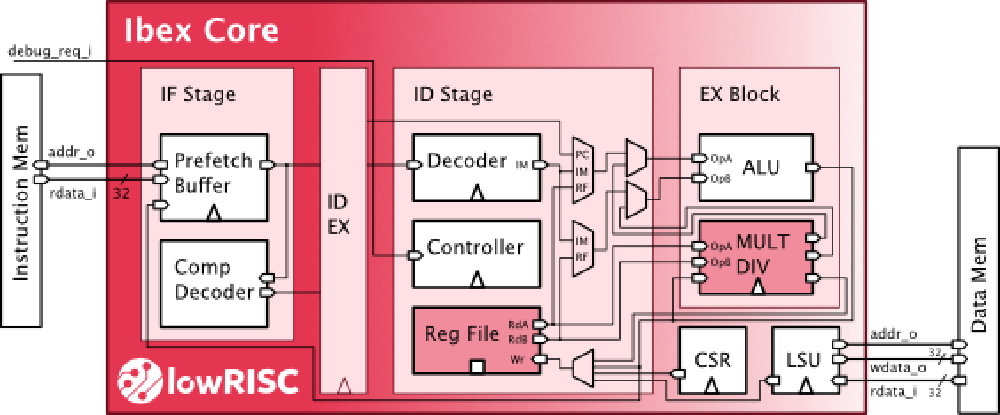 Ibex Core
debug_req_i
IF Stage
ID Stage
EX Block
Instruction Mem
addr_o
rdata_i
32
Prefetch
Buffer
Comp
Decoder
ID
EX
Decoder
IM
PC
IM
RF
Controller
IM
RF
Reg File
RdA
RdB
Wr
OpA
OpB
ALU
OpA
OpB
MULT
DIV
CSR
LSU
addr_o
32
wdata_o
rdata_i
32
Data Mem
lowRISC